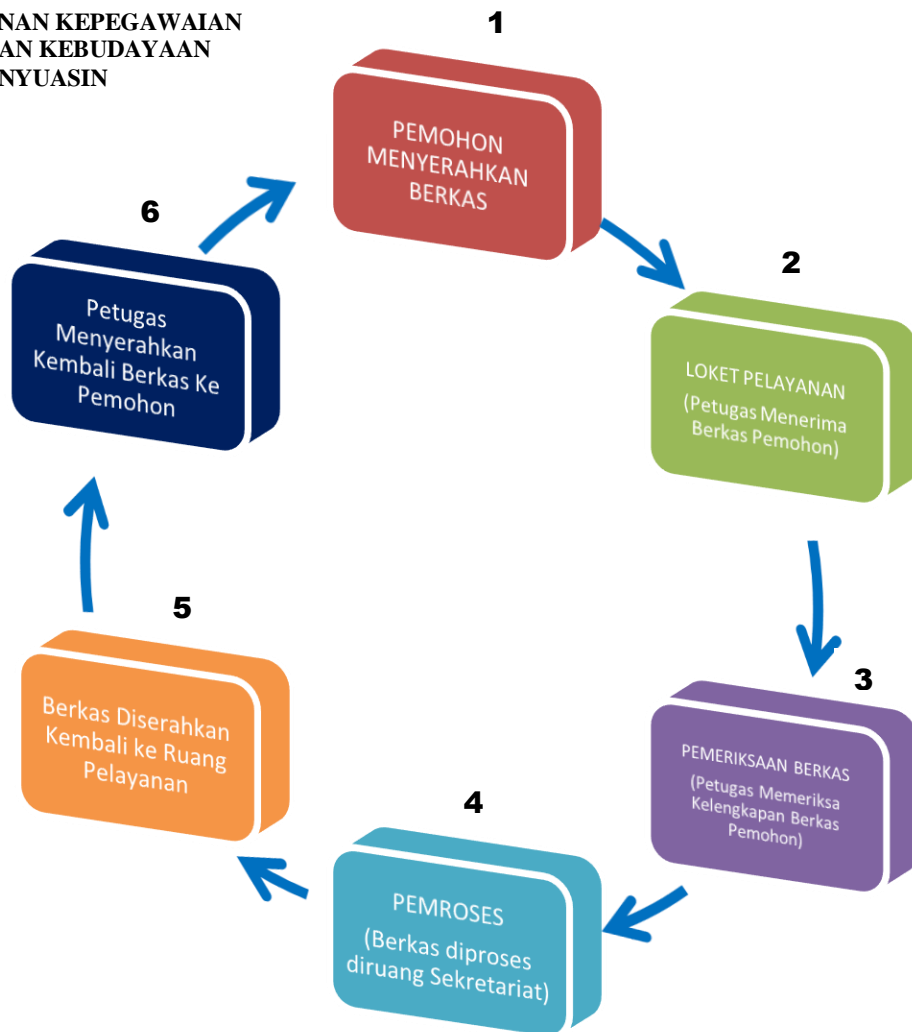 NAN KEPEGAWAIAN
AN KEBUDAYAAN
NYUASIN
1
PEMOHON
MENYERAHKAN
BERKAS
2
LOKET PELAYANAN
(Petugas Menerima
Berkas Pemohon)
3
PEMERIKSAAN BERKAS
(Petugas Memeriksa
Kelengkapan Berkas
Pemohon)
4
PEMROSES
(Berkas diproses
diruang Sekretariat)
5
Berkas Diserahkan
Kembali ke Ruang
Pelayanan
6
Petugas
Menyerahkan
Kembali Berkas Ke
Pemohon